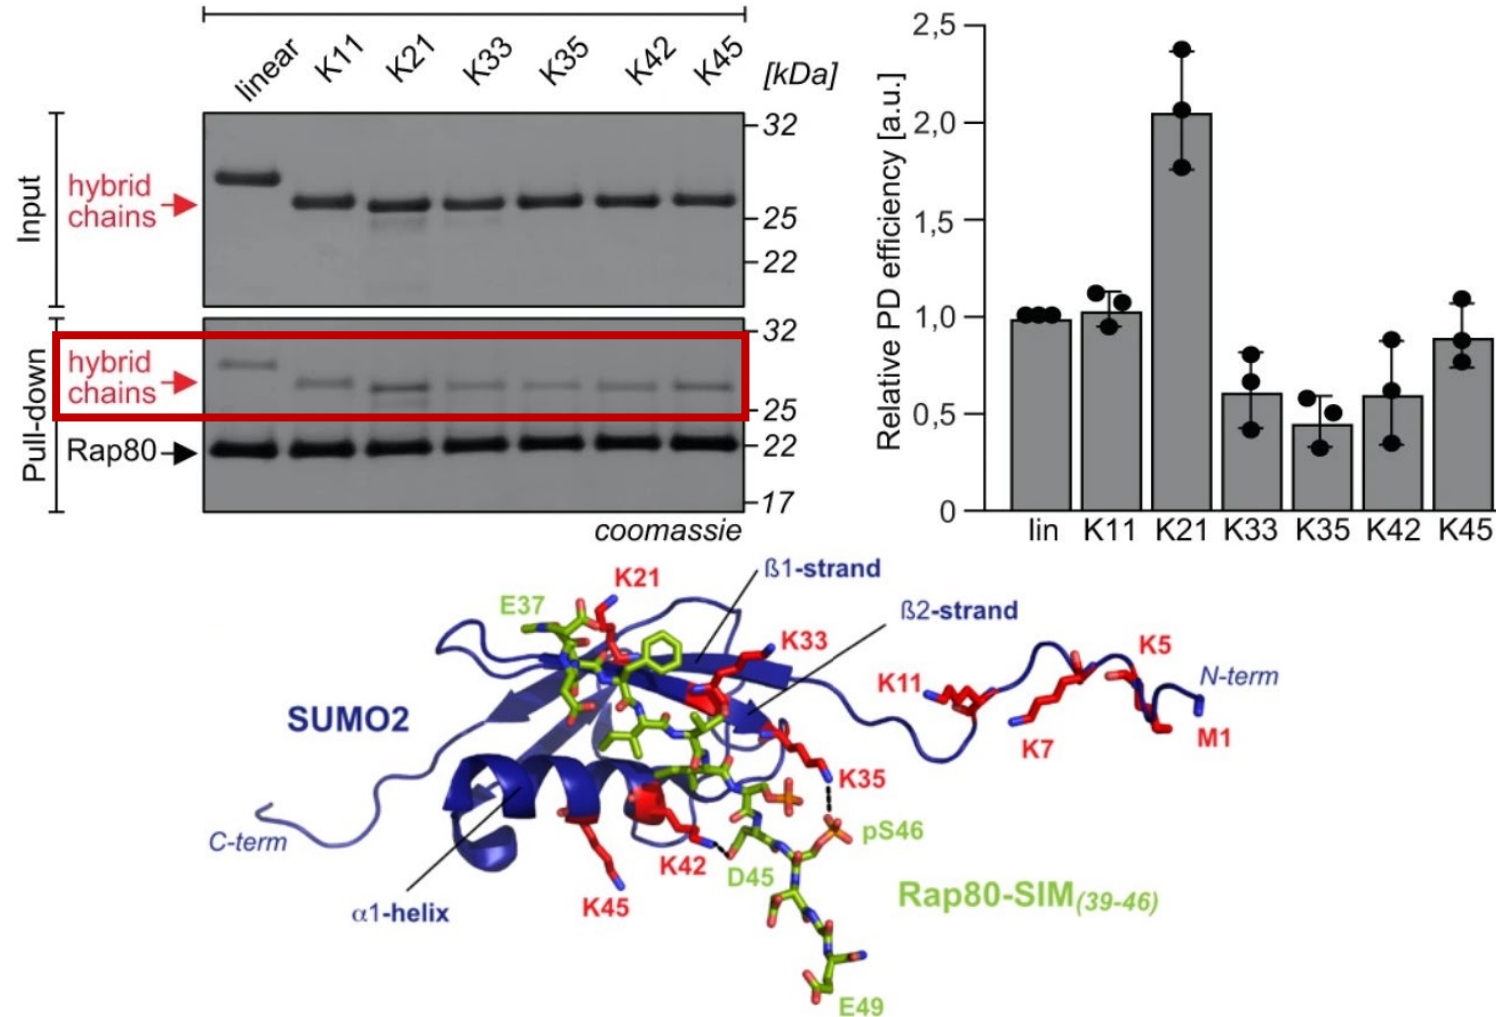 linear K11 K21 K33 K35 K42 K45 [kDa]
Input
hybrid
chains
32
25
22
Pull-down
hybrid
chains
Rap80
32
25
22
17
coomassie
Relative PD efficiency [a.u.]
2,5
2,0
1,5
1,0
0,5
0
lin K11 K21 K33 K35 K42 K45
K21
E37
ß1-strand
ß2-strand
K33
K5
K11
N-term
SUMO2
K7
M1
K35
C-term
pS46
K42
D45
Rap80-SIM(39-46)
K45
α1-helix
E49